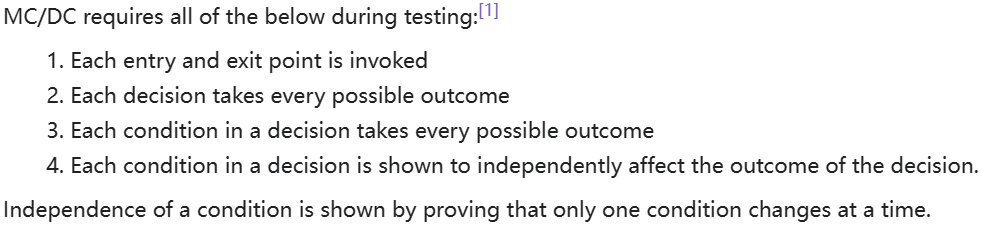 MC/DC requires all of the below during testing:[1]
1. Each entry and exit point is invoked
2. Each decision takes every possible outcome
3. Each condition in a decision takes every possible outcome
4. Each condition in a decision is shown to independently affect the outcome of the decision.
Independence of a condition is shown by proving that only one condition changes at a time.